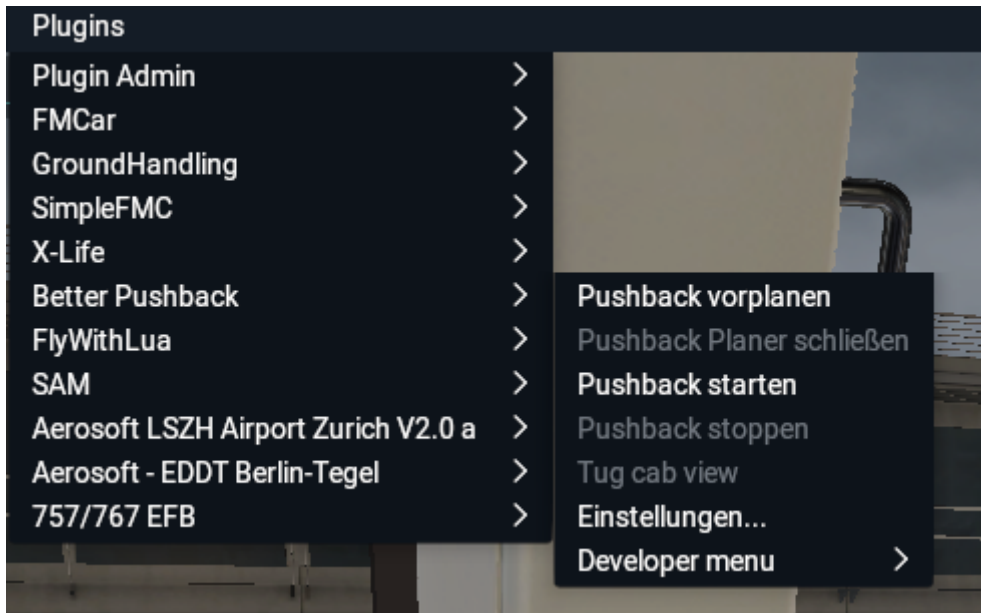 Plugins
Plugin Admin
FMCar
GroundHandling
SimpleFMC
X-Life
Better Pushback
FlyWithLua
SAM
Aerosoft LSZH Airport Zurich V2.0 a
Aerosoft - EDDT Berlin-Tegel
757/767 EFB
Pushback vorplanen
Pushback Planer schließen
Pushback starten
Pushback stoppen
Tug cab view
Einstellungen...
Developer menu